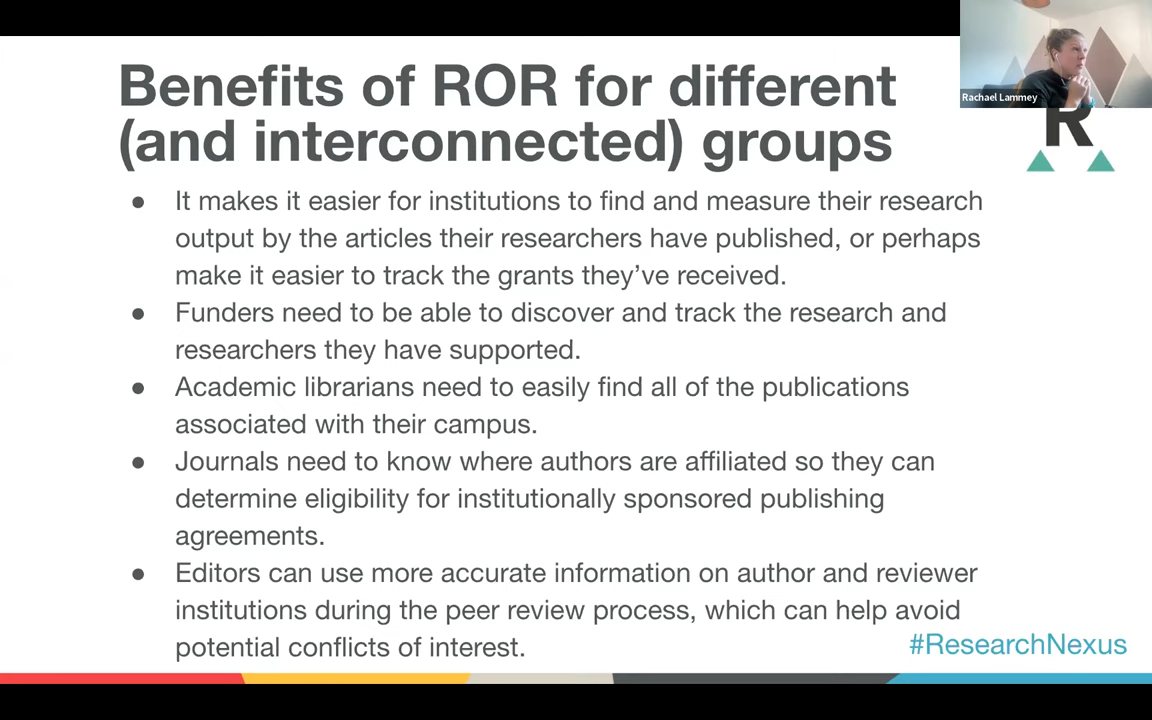 Benefits of ROR for different
(and interconnected) groups
Rachael Lammey
R
● It makes it easier for institutions to find and measure their research
output by the articles their researchers have published, or perhaps
make it easier to track the grants they’ve received.
● Funders need to be able to discover and track the research and
researchers they have supported.
● Academic librarians need to easily find all of the publications
associated with their campus.
● Journals need to know where authors are affiliated so they can
determine eligibility for institutionally sponsored publishing
agreements.
● Editors can use more accurate information on author and reviewer
institutions during the peer review process, which can help avoid
potential conflicts of interest.
#ResearchNexus